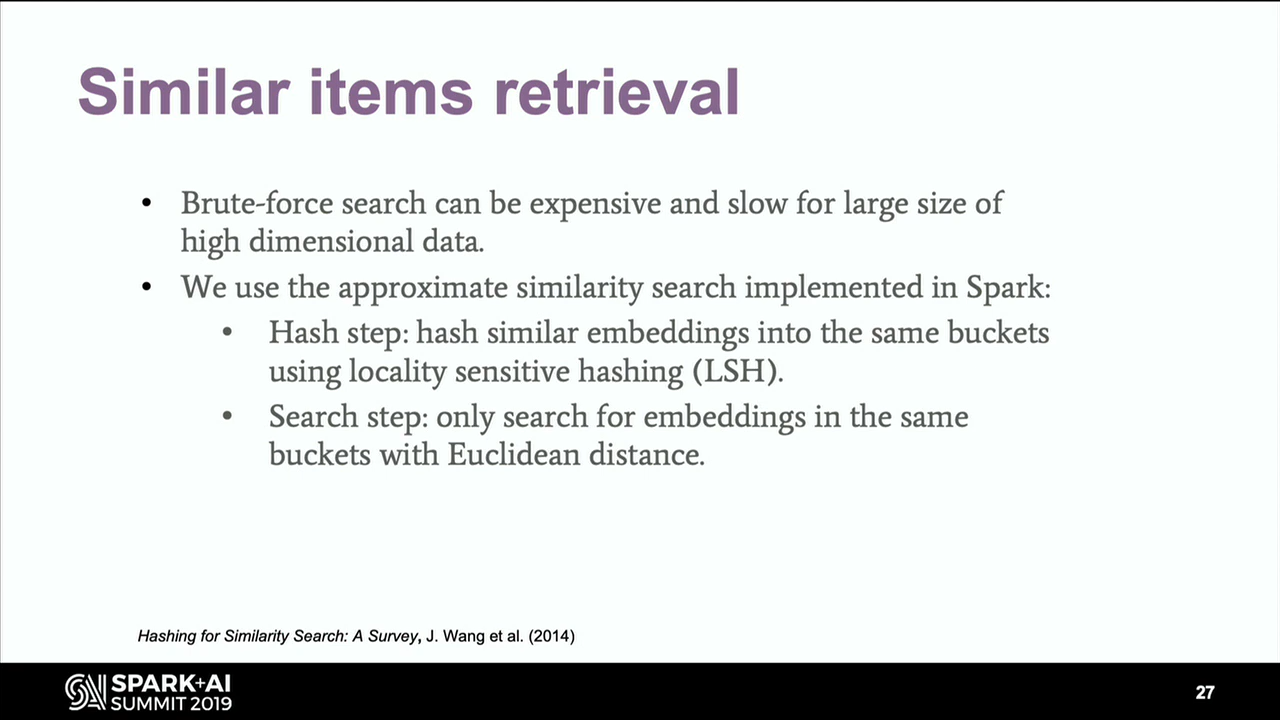 Similar items retrieval
• Brute-force search can be expensive and slow for large size of
high dimensional data.
• We use the approximate similarity search implemented in Spark:
• Hash step: hash similar embeddings into the same buckets
using locality sensitive hashing (LSH).
• Search step: only search for embeddings in the same
buckets with Euclidean distance.
Hashing for Similarity Search: A Survey, J. Wang et al. (2014)
SPARK+AI
SUMMIT 2019
27